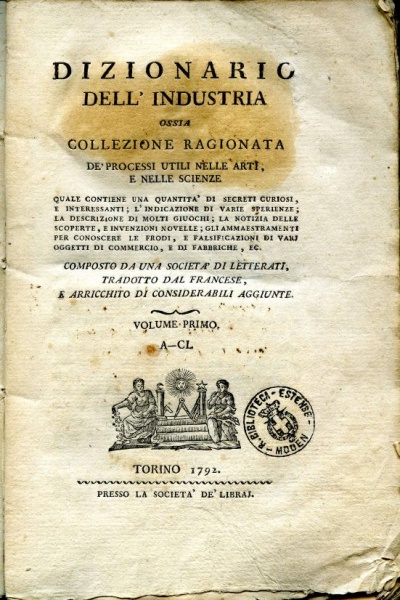 DIZIONARIO
DELL' INDUSTRIA
OSSIA
COLLEZIONE RAGIONATA
DE' PROCESSI UTILI NELLE ARTI,
E NELLE SCIENZE
QUALE CONTIENE UNA QUANTITA' DI SECRETI CURIOSI,
E INTERESSANTI; L'INDICAZIONE DI VARIE SPERIENZE;
LA DESCRIZIONE DI MOLTI GIUOCHI; LA NOTIZIA DELLE
SCOPERTE, E INVENZIONI NOVELLE; GLI AMMAESTRAMENTI
PER CONOSCERE LE FRODI, E FALSIFICAZIONI DI VARJ
OGGETTI DI COMMERCIO, E DI FABBRICHE, EC.
COMPOSTO DA UNA SOCIETA' DI LETTERATI,
TRADOTTO DAL FRANCESE,
E ARRICCHITO DI CONSIDERABILI AGGIUNTE.
VOLUME PRIMO.
A—CL
R. BIBLIOTECA - ESTENSE - MODEN
TORINO 1792.
PRESSO LA SOCIETA' DE' LIBRAJ.